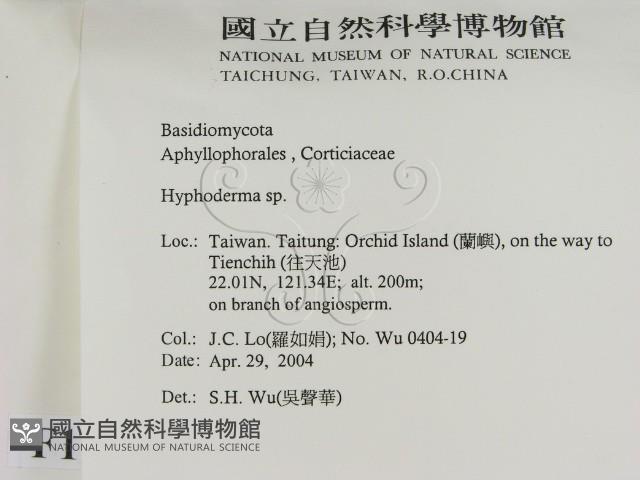 國立自然科學博物館
NATIONAL MUSEUM OF NATURAL SCIENCE
TAICHUNG, TAIWAN, R.O.CHINA
Basidiomycota
Aphyllophorales , Corticiaceae
Hyphoderma sp.
Loc.: Taiwan. Taitung: Orchid Island (蘭嶼), on the way to
Tienchih (往天池)
22.01N, 121.34E; alt. 200m;
on branch of angiosperm.
Col.: J.C. Lo(羅如娟); No. Wu 0404-19
Date: Apr. 29, 2004
Det.: S.H. Wu(吳聲華)
國立自然科學博物館
NATIONAL MUSEUM OF NATURAL SCIENCE